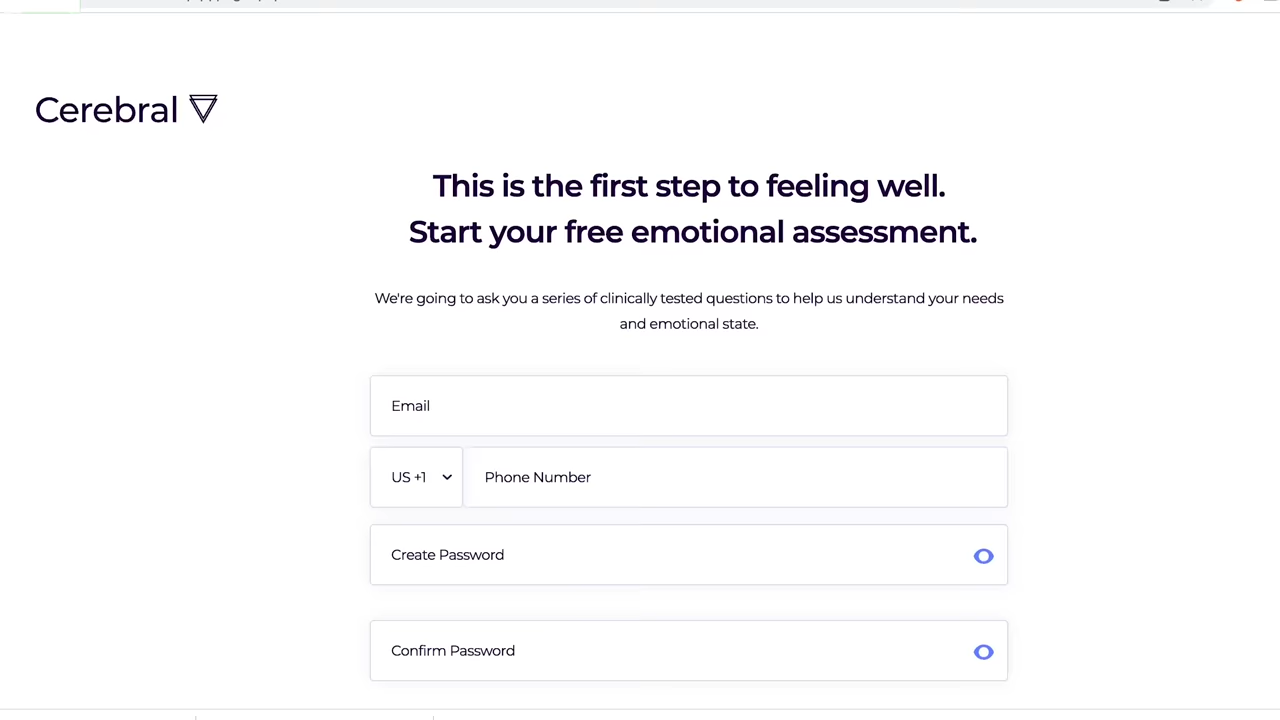 Cerebral
This is the first step to feeling well.
Start your free emotional assessment.
We're going to ask you a series of clinically tested questions to help us understand your needs
and emotional state.
Email
US +1
Phone Number
Create Password
Confirm Password